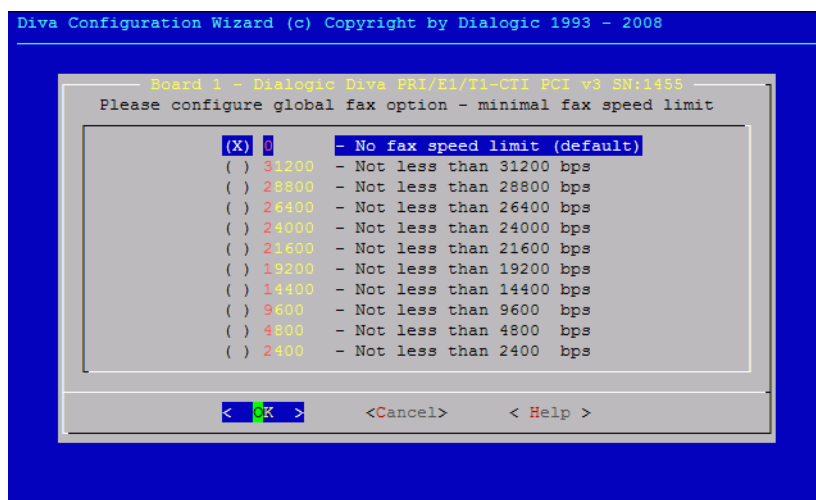 Diva Configuration Wizard (c) Copyright by Dialogic 1993 - 2008
Board 1 - Dialogic Diva PRI/E1/T1-CTI PCI v3 SN:1455
Please configure global fax option - minimal fax speed limit
(X) 0 - No fax speed limit (default)
( ) 31200 - Not less than 31200 bps
( ) 28800 - Not less than 28800 bps
( ) 26400 - Not less than 26400 bps
( ) 24000 - Not less than 24000 bps
( ) 21600 - Not less than 21600 bps
( ) 19200 - Not less than 19200 bps
( ) 14400 - Not less than 14400 bps
( ) 9600 - Not less than 9600 bps
( ) 4800 - Not less than 4800 bps
( ) 2400 - Not less than 2400 bps
< OK > <Cancel> < Help >